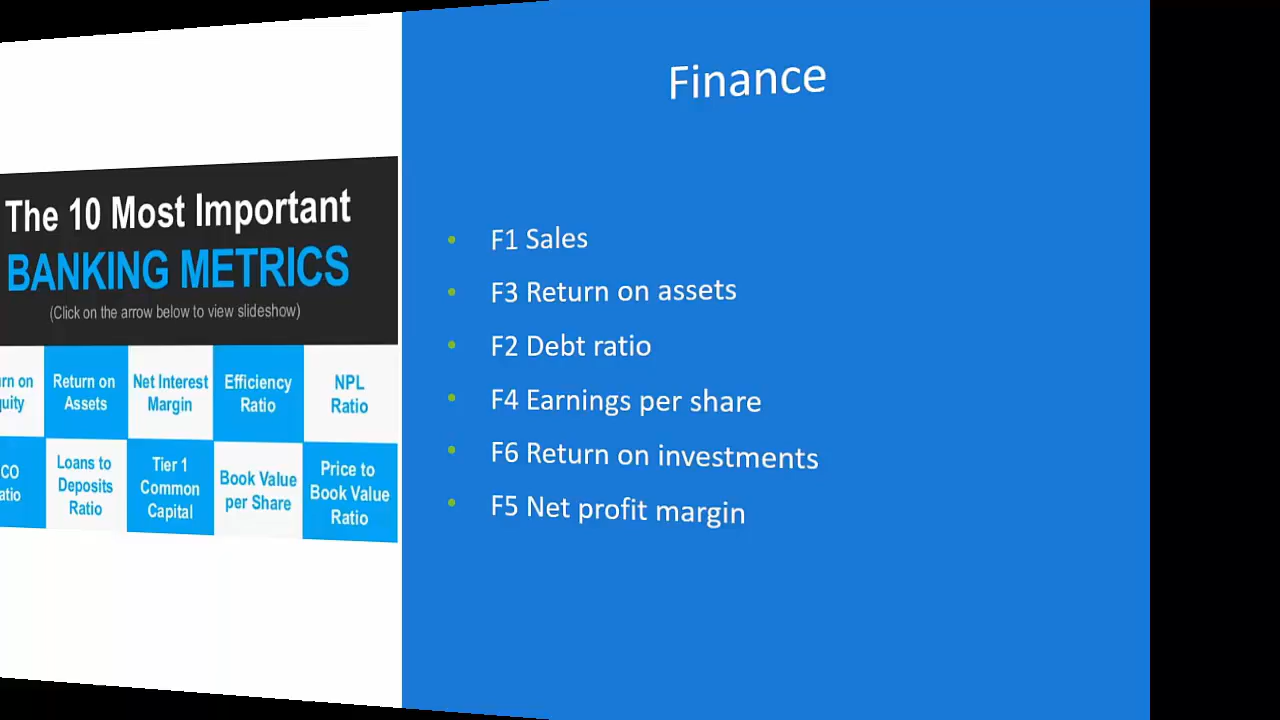 Finance
The 10 Most Important
BANKING METRICS
(Click on the arrow below to view slideshow)
Return on
Assets
Net Interest
Margin
Efficiency
Ratio
NPL
Ratio
Loans to
Deposits
Ratio
Tier 1
Common
Capital
Book Value
per Share
Price to
Book Value
Ratio
F1 Sales
F3 Return on assets
F2 Debt ratio
F4 Earnings per share
F6 Return on investments
F5 Net profit margin